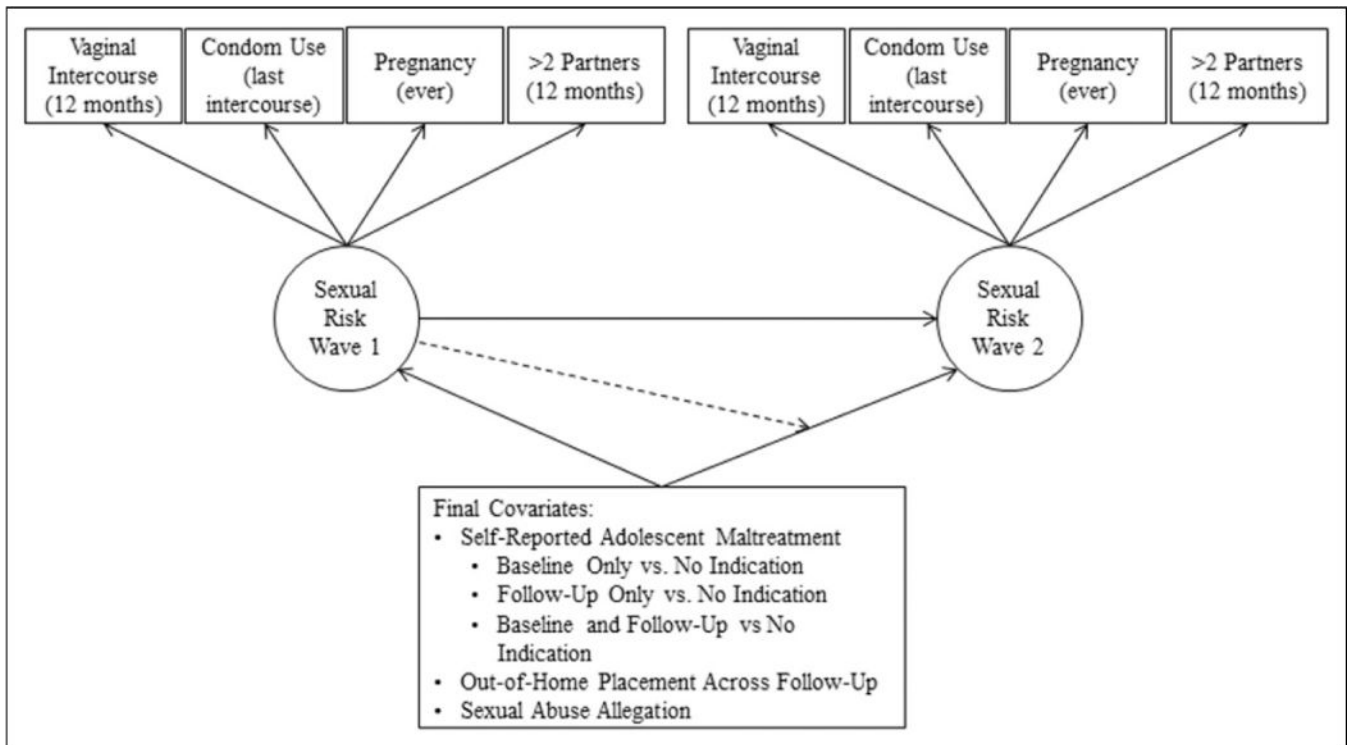 Vaginal
Intercourse
(12 months)
Condom Use
(last
intercourse)
Pregnancy
(ever)
>2 Partners
(12 months)
Vaginal
Intercourse
(12 months)
Condom Use
(last
intercourse)
Pregnancy
(ever)
>2 Partners
(12 months)
Sexual
Risk
Wave 1
Sexual
Risk
Wave 2
Final Covariates:
• Self-Reported Adolescent Maltreatment
• Baseline Only vs. No Indication
• Follow-Up Only vs. No Indication
• Baseline and Follow-Up vs No
Indication
• Out-of-Home Placement Across Follow-Up
• Sexual Abuse Allegation